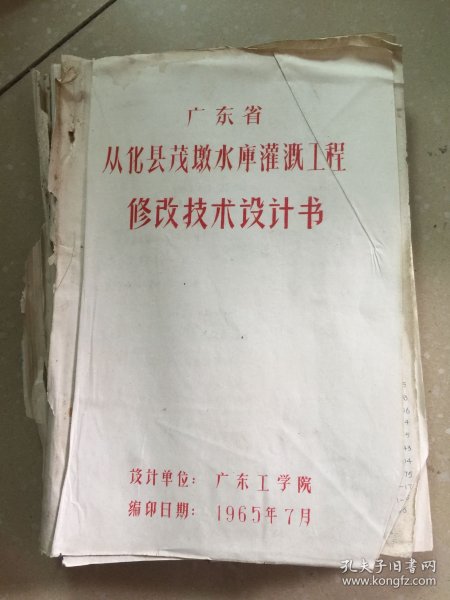 广东省
从化县茂墩水库灌溉工程
修改技术设计书
设计单位：广东工学院
编印日期：1965年7月
孔夫子旧书网
www.kongfz.com